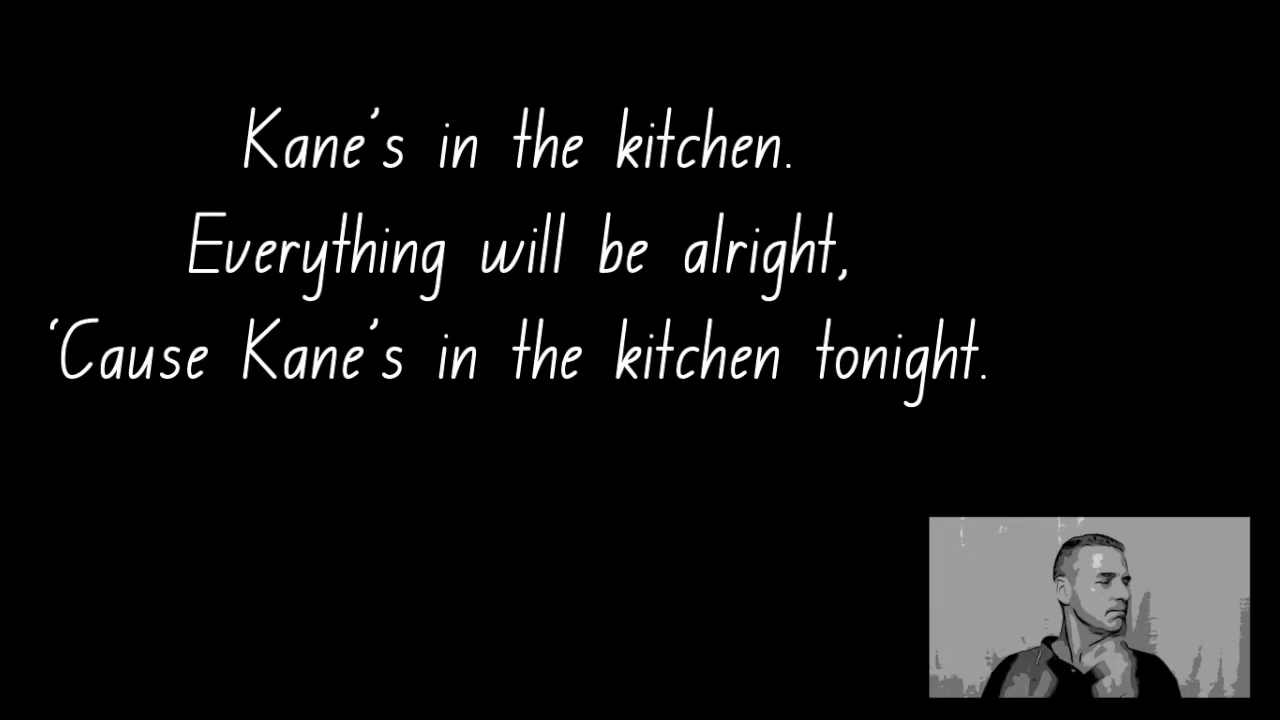 Kane's in the kitchen.
Everything will be alright,
'Cause Kane's in the kitchen tonight.